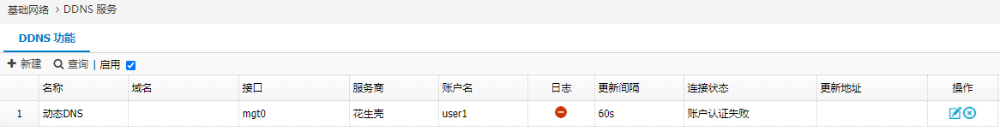 基础网络 > DDNS 服务
DDNS 功能
+ 新建 查询 | 启用
名称 域名 接口 服务商 账户名 日志 更新间隔 连接状态 更新地址 操作
1 动态DNS mgt0 花生壳 user1 60s 账户认证失败